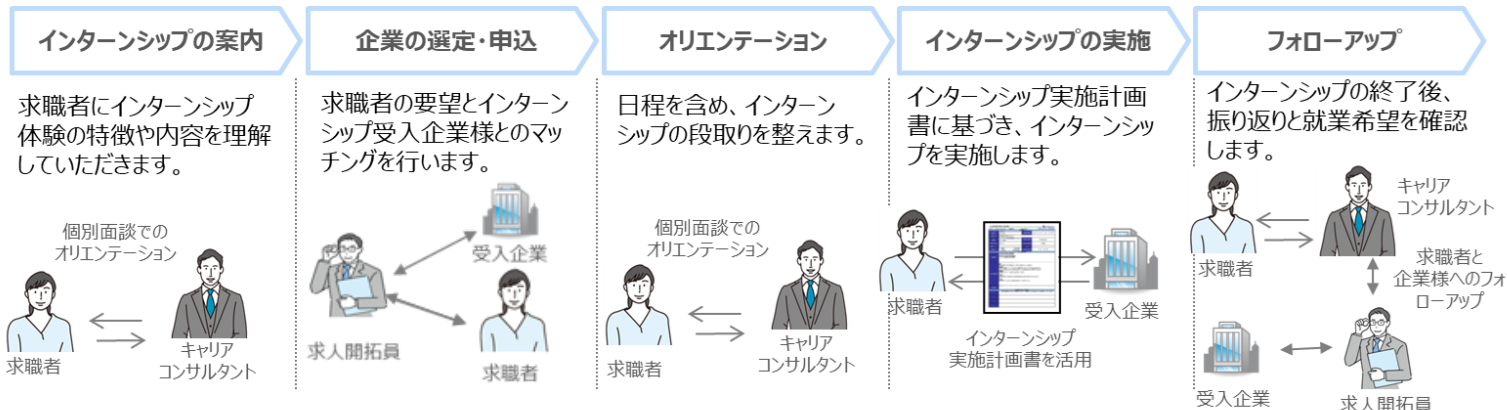 インターンシップの案内
求職者にインターンシップ
体験の特徴や内容を理解
していただきます。
個別面談での
オリエンテーション
求職者
キャリア
コンサルタント
企業の選定・申込
求職者の要望とインターン
シップ受入企業様とのマッ
チングを行います。
受入企業
求人開拓員
求職者
オリエンテーション
日程を含め、インターン
シップの段取りを整えます。
個別面談での
オリエンテーション
求職者
キャリア
コンサルタント
インターンシップの実施
インターンシップ実施計画
書に基づき、インターンシッ
プを実施します。
求職者
受入企業
インターンシップ
実施計画書を活用
フォローアップ
インターンシップの終了後、
振り返りと就業希望を確認
します。
キャリア
コンサルタント
求職者
求職者と
企業様へのフォ
ローアップ
受入企業
求人開拓員